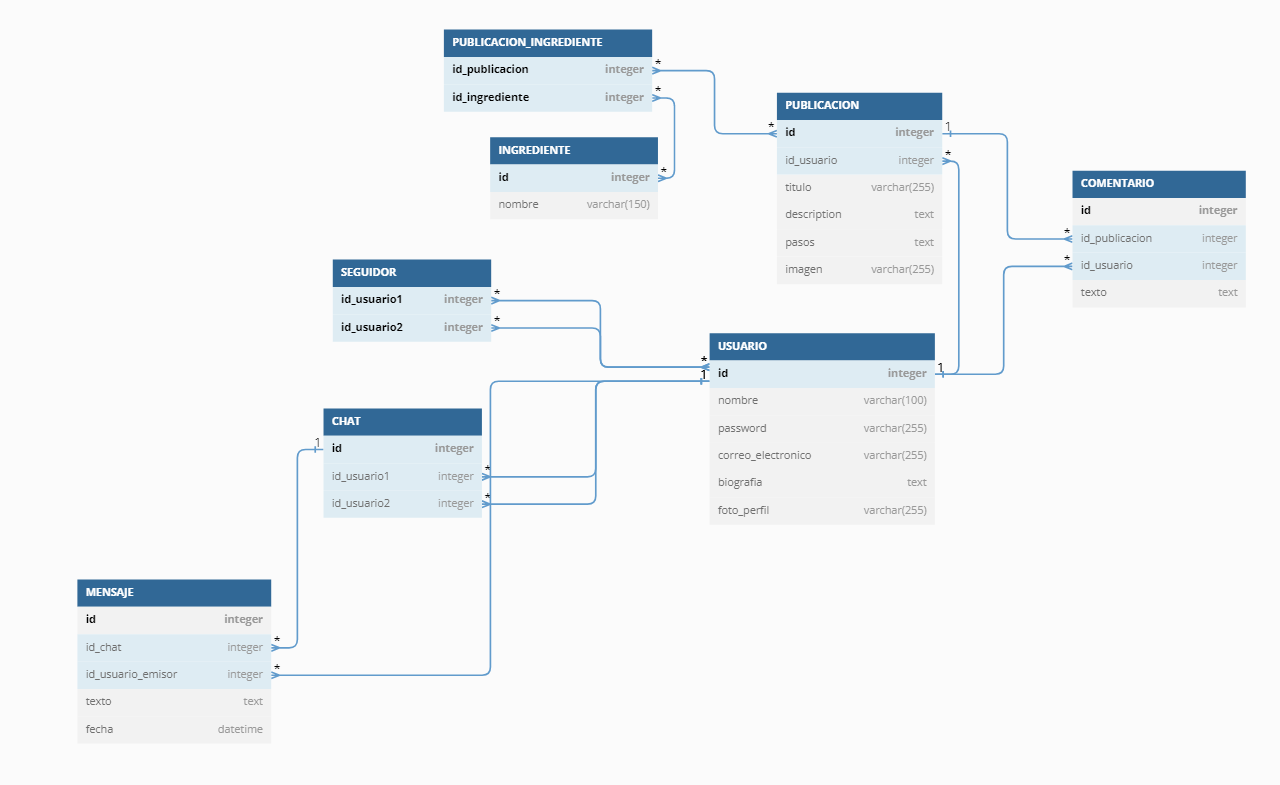 PUBLICACION_INGREDIENTE
id_publicacion integer
id_ingrediente integer
* * *
INGREDIENTE
id integer
nombre varchar(150)
*
PUBLICACION
id integer
id_usuario integer
titulo varchar(255)
description text
pasos text
imagen varchar(255)
1 *
COMENTARIO
id integer
id_publicacion integer
id_usuario integer
texto text
* *
SEGUIDOR
id_usuario1 integer
id_usuario2 integer
* *
USUARIO
id integer
nombre varchar(100)
password varchar(255)
correo_electronico varchar(255)
biografia text
foto_perfil varchar(255)
* 1 1
CHAT
id integer
id_usuario1 integer
id_usuario2 integer
1 * *
MENSAJE
id integer
id_chat integer
id_usuario_emisor integer
texto text
fecha datetime
* *